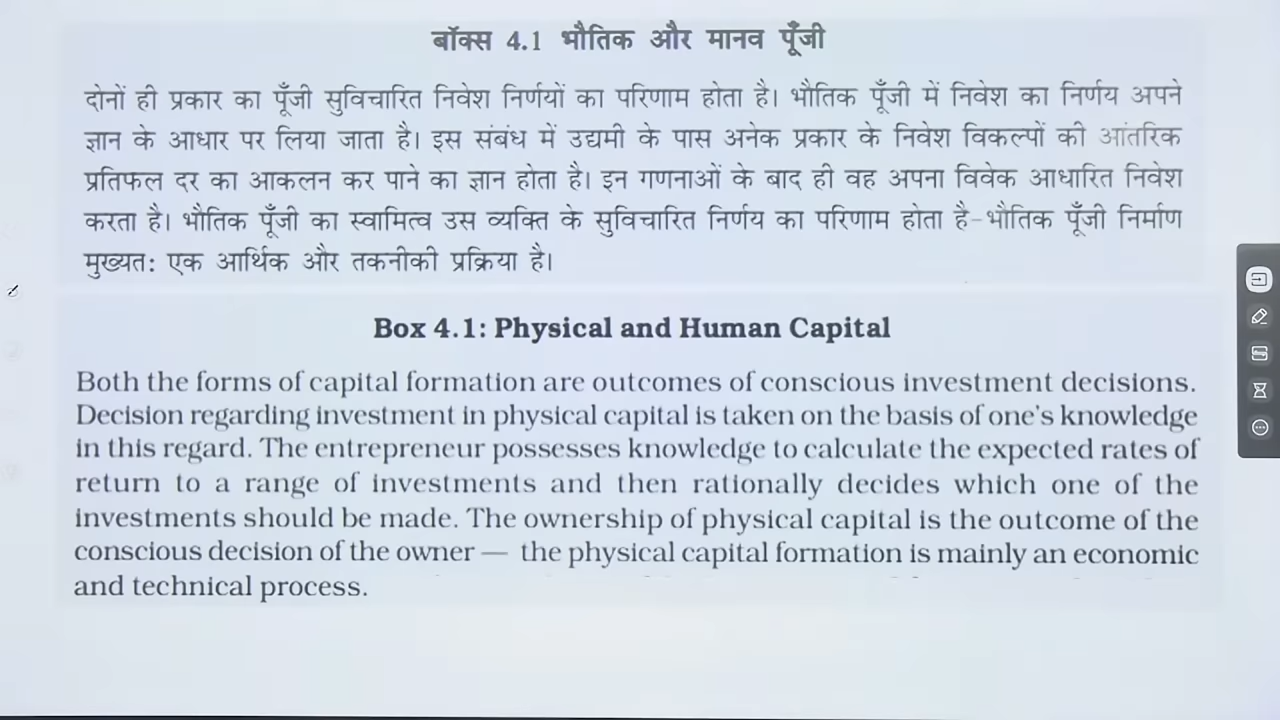 बॉक्स 4.1 भौतिक और मानव पूँजी
दोनों ही प्रकार का पूँजी सुविचारित निवेश निर्णयों का परिणाम होता है। भौतिक पूँजी में निवेश का निर्णय अपने
ज्ञान के आधार पर लिया जाता है। इस संबंध में उद्यमी के पास अनेक प्रकार के निवेश विकल्पों की आंतरिक
प्रतिफल दर का आकलन कर पाने का ज्ञान होता है। इन गणनाओं के बाद ही वह अपना विवेक आधारित निवेश
करता है। भौतिक पूँजी का स्वामित्व उस व्यक्ति के सुविचारित निर्णय का परिणाम होता है-भौतिक पूँजी निर्माण
मुख्यतः एक आर्थिक और तकनीकी प्रक्रिया है।
Box 4.1: Physical and Human Capital
Both the forms of capital formation are outcomes of conscious investment decisions.
Decision regarding investment in physical capital is taken on the basis of one's knowledge
in this regard. The entrepreneur possesses knowledge to calculate the expected rates of
return to a range of investments and then rationally decides which one of the
investments should be made. The ownership of physical capital is the outcome of the
conscious decision of the owner — the physical capital formation is mainly an economic
and technical process.